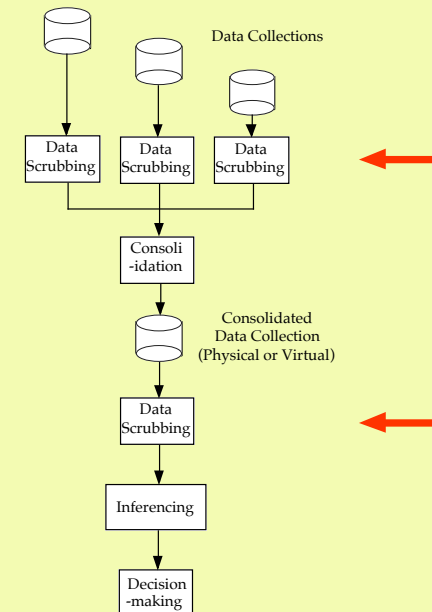 Data Collections
Data
Scrubbing
Data
Scrubbing
Data
Scrubbing
Consoli
-idation
Consolidated
Data Collection
(Physical or Virtual)
Data
Scrubbing
Inferencing
Decision
-making